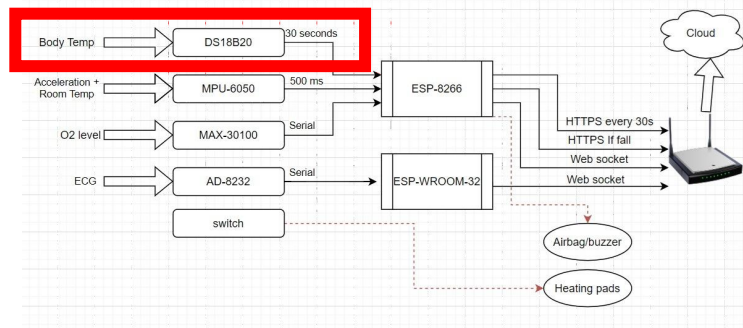 Body Temp
DS18B20
30 seconds
Cloud
Acceleration +
Room Temp
MPU-6050
500 ms
ESP-8266
HTTPS every 30s
O2 level
MAX-30100
Serial
HTTPS If fall
Web socket
ECG
AD-8232
Serial
ESP-WROOM-32
Web socket
switch
Airbag/buzzer
Heating pads